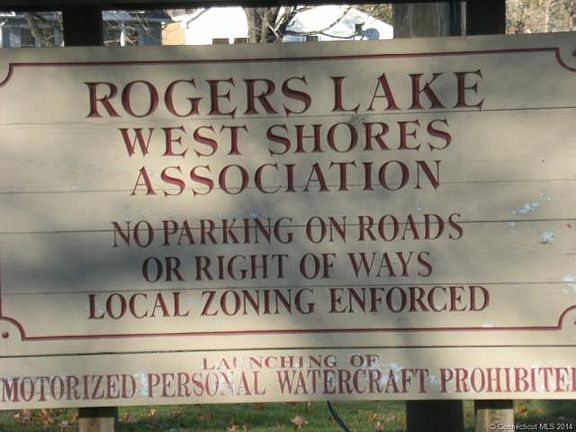 ROGERS LAKE
WEST SHORES
ASSOCIATION
NO PARKING ON ROADS
OR RIGHT OF WAYS
LOCAL ZONING ENFORCED
LAUNCHING OF
MOTORIZED PERSONAL WATERCRAFT PROHIBITE
© Connecticut MLS 2014